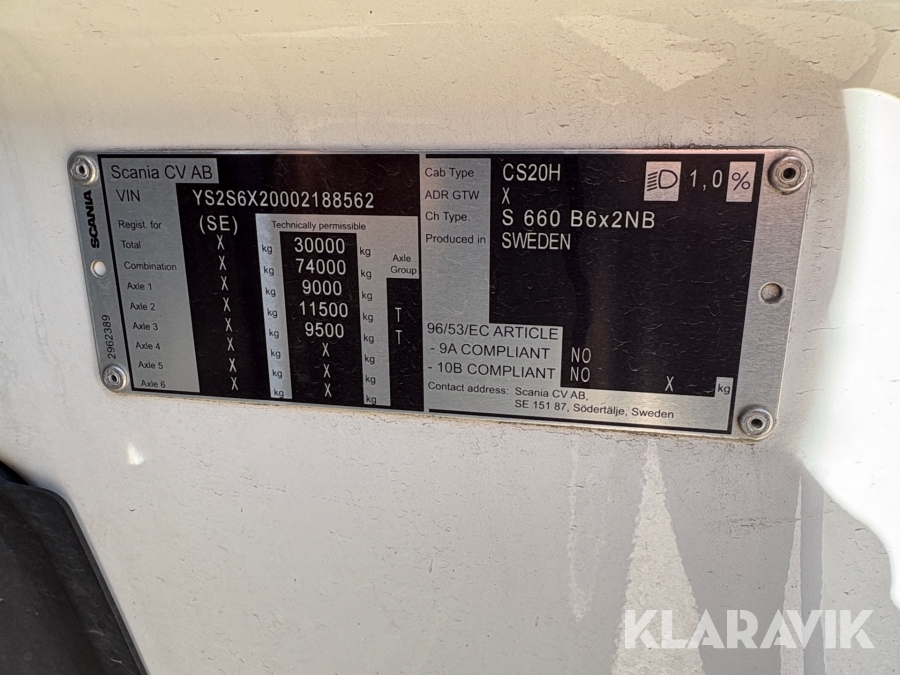 SCANIA
2962389
Scania CV AB
VIN YS2S6X20002188562
Regist. for (SE) Technically permissible
Total X kg 30000 kg Axle Group
Combination X kg 74000 kg
Axle 1 X kg 9000 kg
Axle 2 X kg 11500 kg T
Axle 3 X kg 9500 kg T
Axle 4 X kg X kg
Axle 5 X kg X kg
Axle 6 X kg X kg
Cab Type CS20H 1,0 %
ADR GTW X
Ch Type. S 660 B6x2NB
Produced in SWEDEN
96/53/EC ARTICLE
- 9A COMPLIANT NO
- 10B COMPLIANT NO X kg
Contact address: Scania CV AB,
SE 151 87, Södertälje, Sweden
KLARAVIK